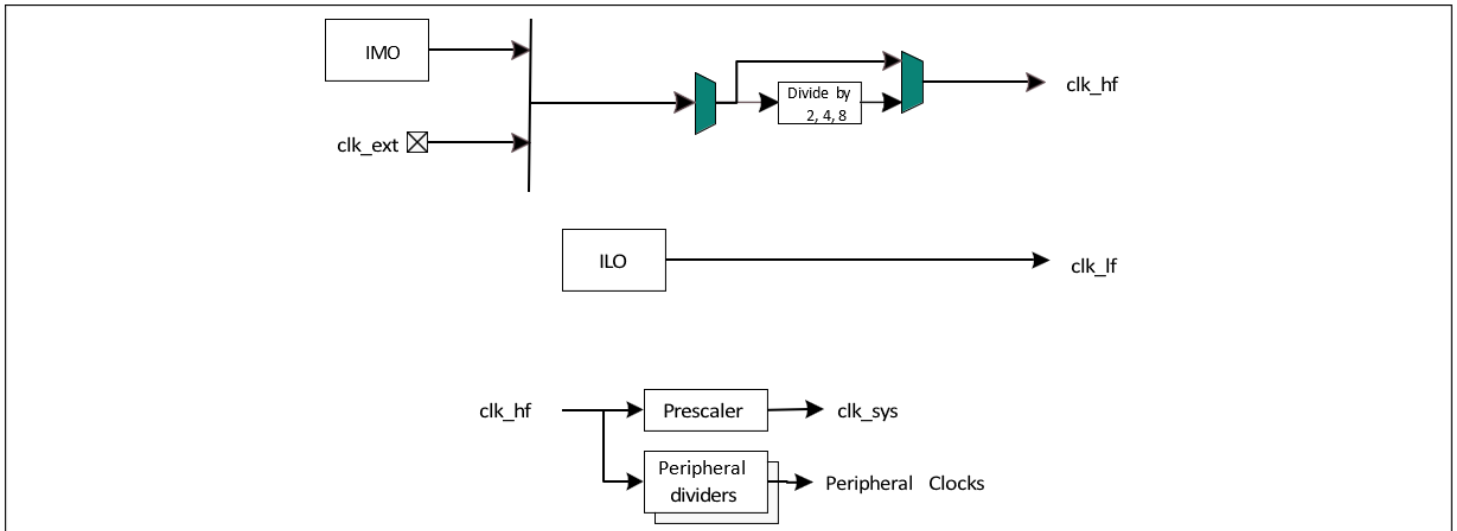 IMO
Divide by
2, 4, 8
clk_hf
clk_ext
ILO
clk_lf
clk_hf
Prescaler
clk_sys
Peripheral
dividers
Peripheral Clocks